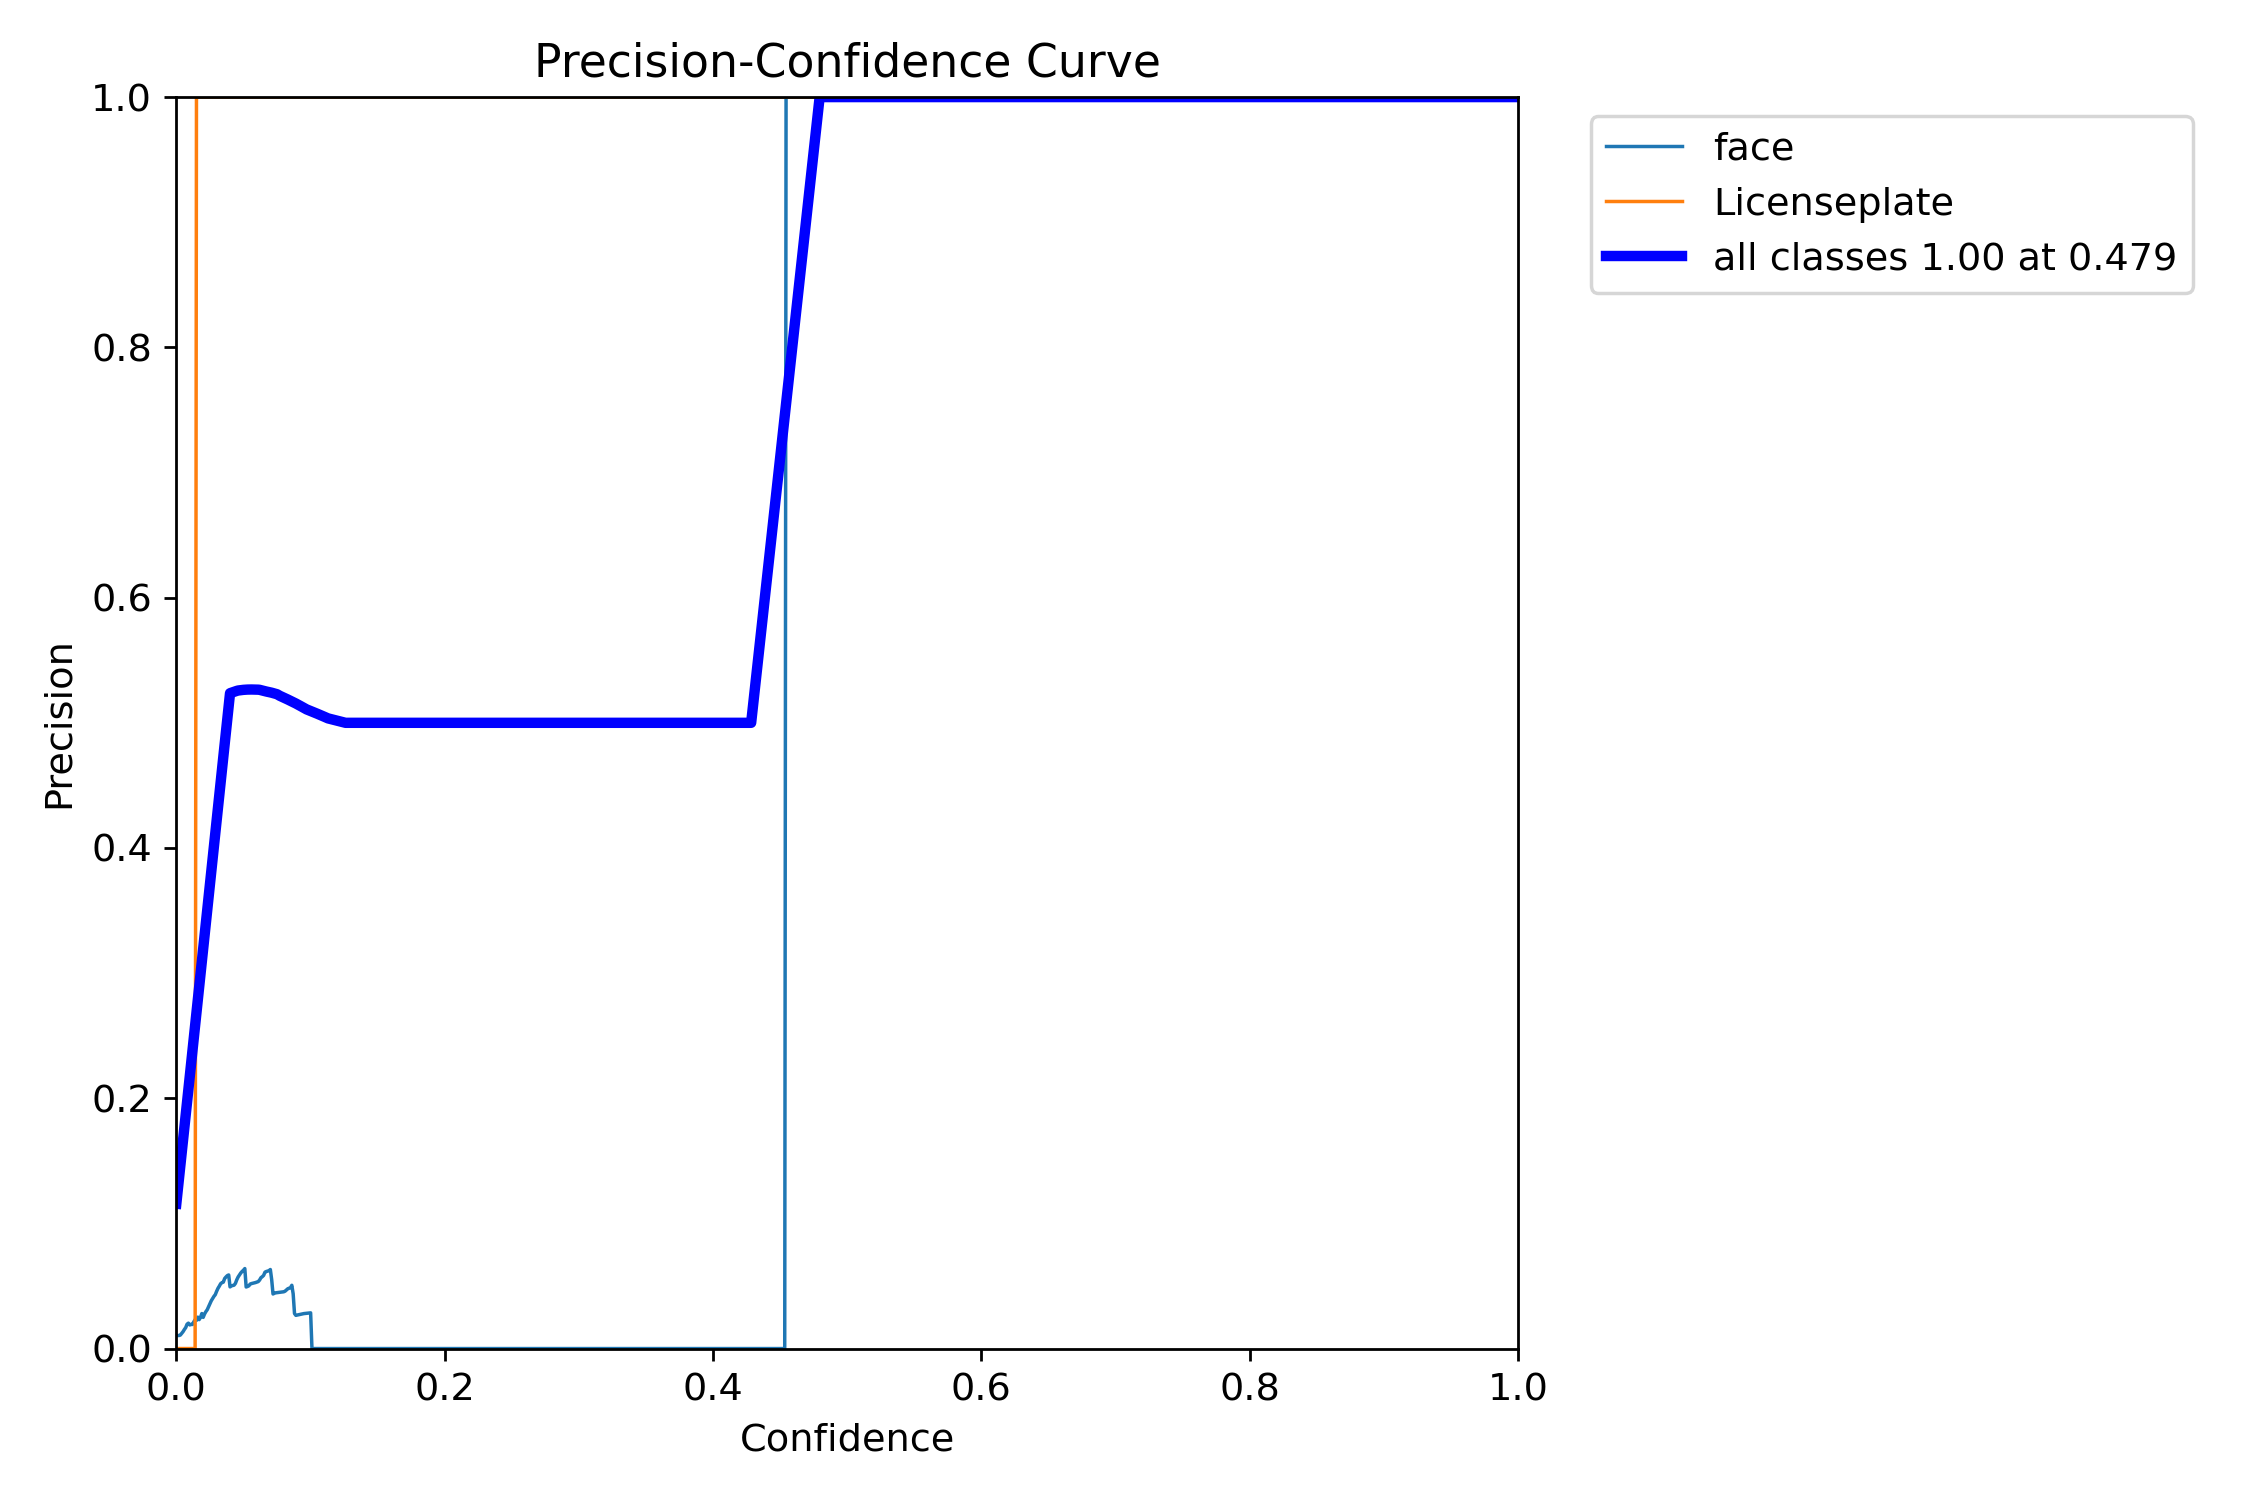 Precision-Confidence Curve
1.0
0.8
0.6
0.4
0.2
0.0
Precision
0.0 0.2 0.4 0.6 0.8 1.0
Confidence
face
Licenseplate
all classes 1.00 at 0.479